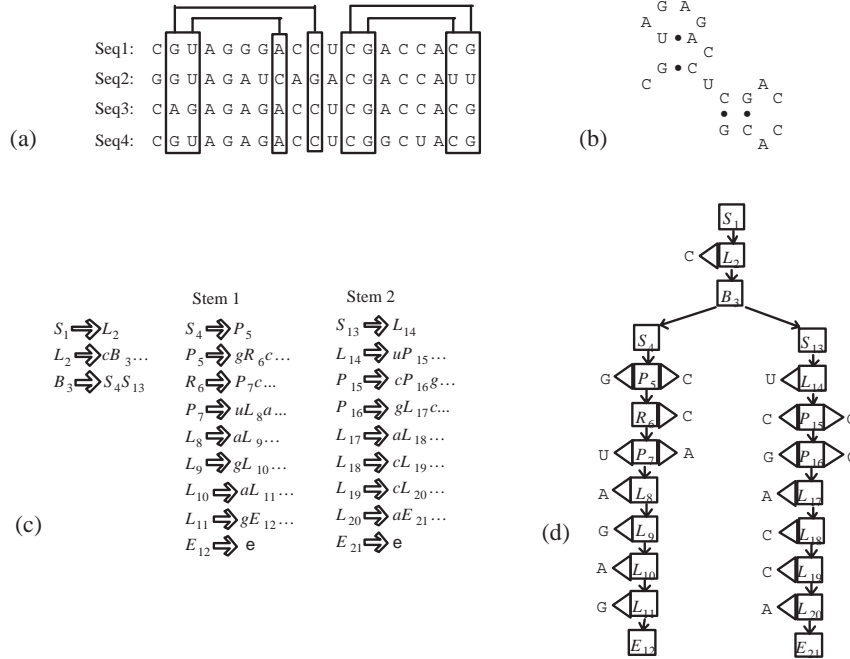 Seq1: C G U A G G G A C C U C G A C C A C G
Seq2: G G U A G A U C A G A C G A C C A U U
Seq3: C A G A G A G A C C U C G A C C A C G
Seq4: C G U A G A G A C C U C G G C U A C G
(a)
G A
A G
U • A
C
G • C
C U A
C G C
• •
G C C
A
(b)
S1 ⇒ L2
L2 ⇒ cB3…
B3 ⇒ S4S13
Stem 1
S4 ⇒ P5
P5 ⇒ gR6c…
R6 ⇒ P7c...
P7 ⇒ uL8a...
L8 ⇒ aL9…
L9 ⇒ gL10…
L10 ⇒ aL11…
L11 ⇒ gE12…
E12 ⇒ e
Stem 2
S13 ⇒ L14
L14 ⇒ uP15…
P15 ⇒ cP16g…
P16 ⇒ gL17c...
L17 ⇒ aL18…
L18 ⇒ cL19…
L19 ⇒ cL20…
L20 ⇒ aE21…
E21 ⇒ e
(c)
S1
C L2
B3
S4
G P5 C
R6 C
U P7 A
A L8
G L9
A L10
G L11
E12
S13
U L14
C P15
G P16
A L17
C L18
C L19
A L20
E21
(d)